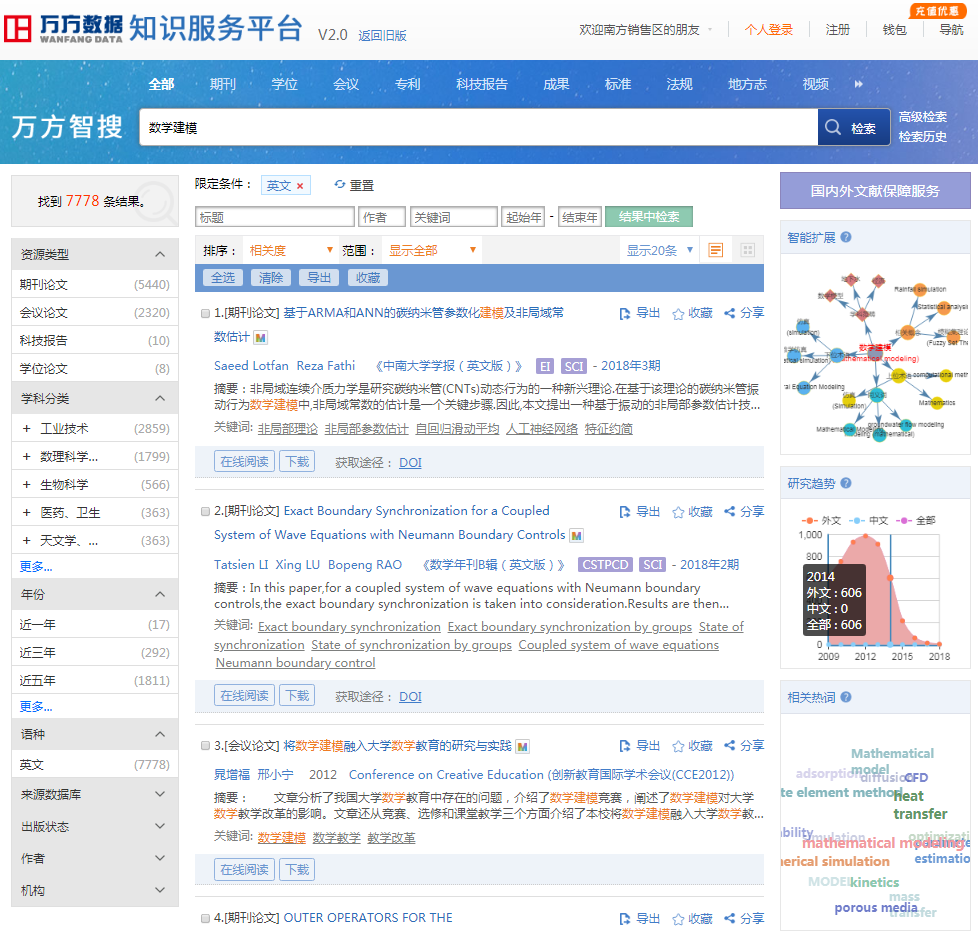 万方数据
WANFANG DATA
知识服务平台
V2.0 返回旧版
欢迎南方销售区的朋友
个人登录
注册
钱包
充值优惠
导航
全部 期刊 学位 会议 专利 科技报告 成果 标准 法规 地方志 视频
万方智搜
数学建模
检索
高级检索
检索历史
找到 7778 条结果。
资源类型
期刊论文 (5440)
会议论文 (2320)
科技报告 (10)
学位论文 (8)
学科分类
+ 工业技术 (2859)
+ 数理科学... (1799)
+ 生物科学 (566)
+ 医药、卫生 (363)
+ 天文学、... (363)
更多...
年份
近一年 (17)
近三年 (292)
近五年 (1811)
更多...
语种
英文 (7778)
来源数据库
出版状态
作者
机构
限定条件： 英文 × 重置
标题 作者 关键词 起始年 - 结束年 结果中检索
排序： 相关度 范围： 显示全部 显示20条
全选 清除 导出 收藏
1.[期刊论文] 基于ARMA和ANN的碳纳米管参数化建模及非局域常
数估计 M
导出 收藏 分享
Saeed Lotfan Reza Fathi 《中南大学学报（英文版）》 EI SCI - 2018年3期
摘要：非局域连续介质力学是研究碳纳米管(CNTs)动态行为的一种新兴理论.在基于该理论的碳纳米管振
动行为数学建模中,非局域常数的估计是一个关键步骤.因此,本文提出一种基于振动的非局部参数估计技...
关键词: 非局部理论 非局部参数估计 自回归滑动平均 人工神经网络 特征约简
在线阅读 下载 获取途径： DOI
2.[期刊论文] Exact Boundary Synchronization for a Coupled
System of Wave Equations with Neumann Boundary Controls M
导出 收藏 分享
Tatsien LI Xing LU Bopeng RAO 《数学年刊B辑（英文版）》 CSTPCD SCI - 2018年2期
摘要：In this paper,for a coupled system of wave equations with Neumann boundary
controls,the exact boundary synchronization is taken into consideration.Results are then...
关键词: Exact boundary synchronization Exact boundary synchronization by groups State of
synchronization State of synchronization by groups Coupled system of wave equations
Neumann boundary control
在线阅读 下载 获取途径： DOI
3.[会议论文] 将数学建模融入大学数学教育的研究与实践 M
导出 收藏 分享
晁增福 邢小宁 2012 Conference on Creative Education (创新教育国际学术会议(CCE2012))
摘要： 文章分析了我国大学数学教育中存在的问题，介绍了数学建模竞赛，阐述了数学建模对大学
数学教学改革的影响。文章还从竞赛、选修和课堂教学三个方面介绍了本校将数学建模融入大学数学教...
关键词: 数学建模 数学教学 教学改革
在线阅读 下载
4.[期刊论文] OUTER OPERATORS FOR THE
导出 收藏 分享
国内外文献保障服务
智能扩展
Rainfall simulation
Statistical analysis
(Fuzzy Set The
数学建模
(Mathematical modeling)
(simulation)
al Equation Modeling
computational meth
Mathematics
(Simulation)
groundwater flow modeling
研究趋势
外文 中文 全部
1,000
800
0
2014
外文 : 606
中文 : 0
全部 : 606
2009 2012 2015 2018
相关热词
Mathematical
model
adsorption
diffusion
CFD
te element method
heat
transfer
bility
simulation
optimizati
mathematical modeling
paramete
estimatio
erical simulation
MODEL
kinetics
mass
transfer
porous media